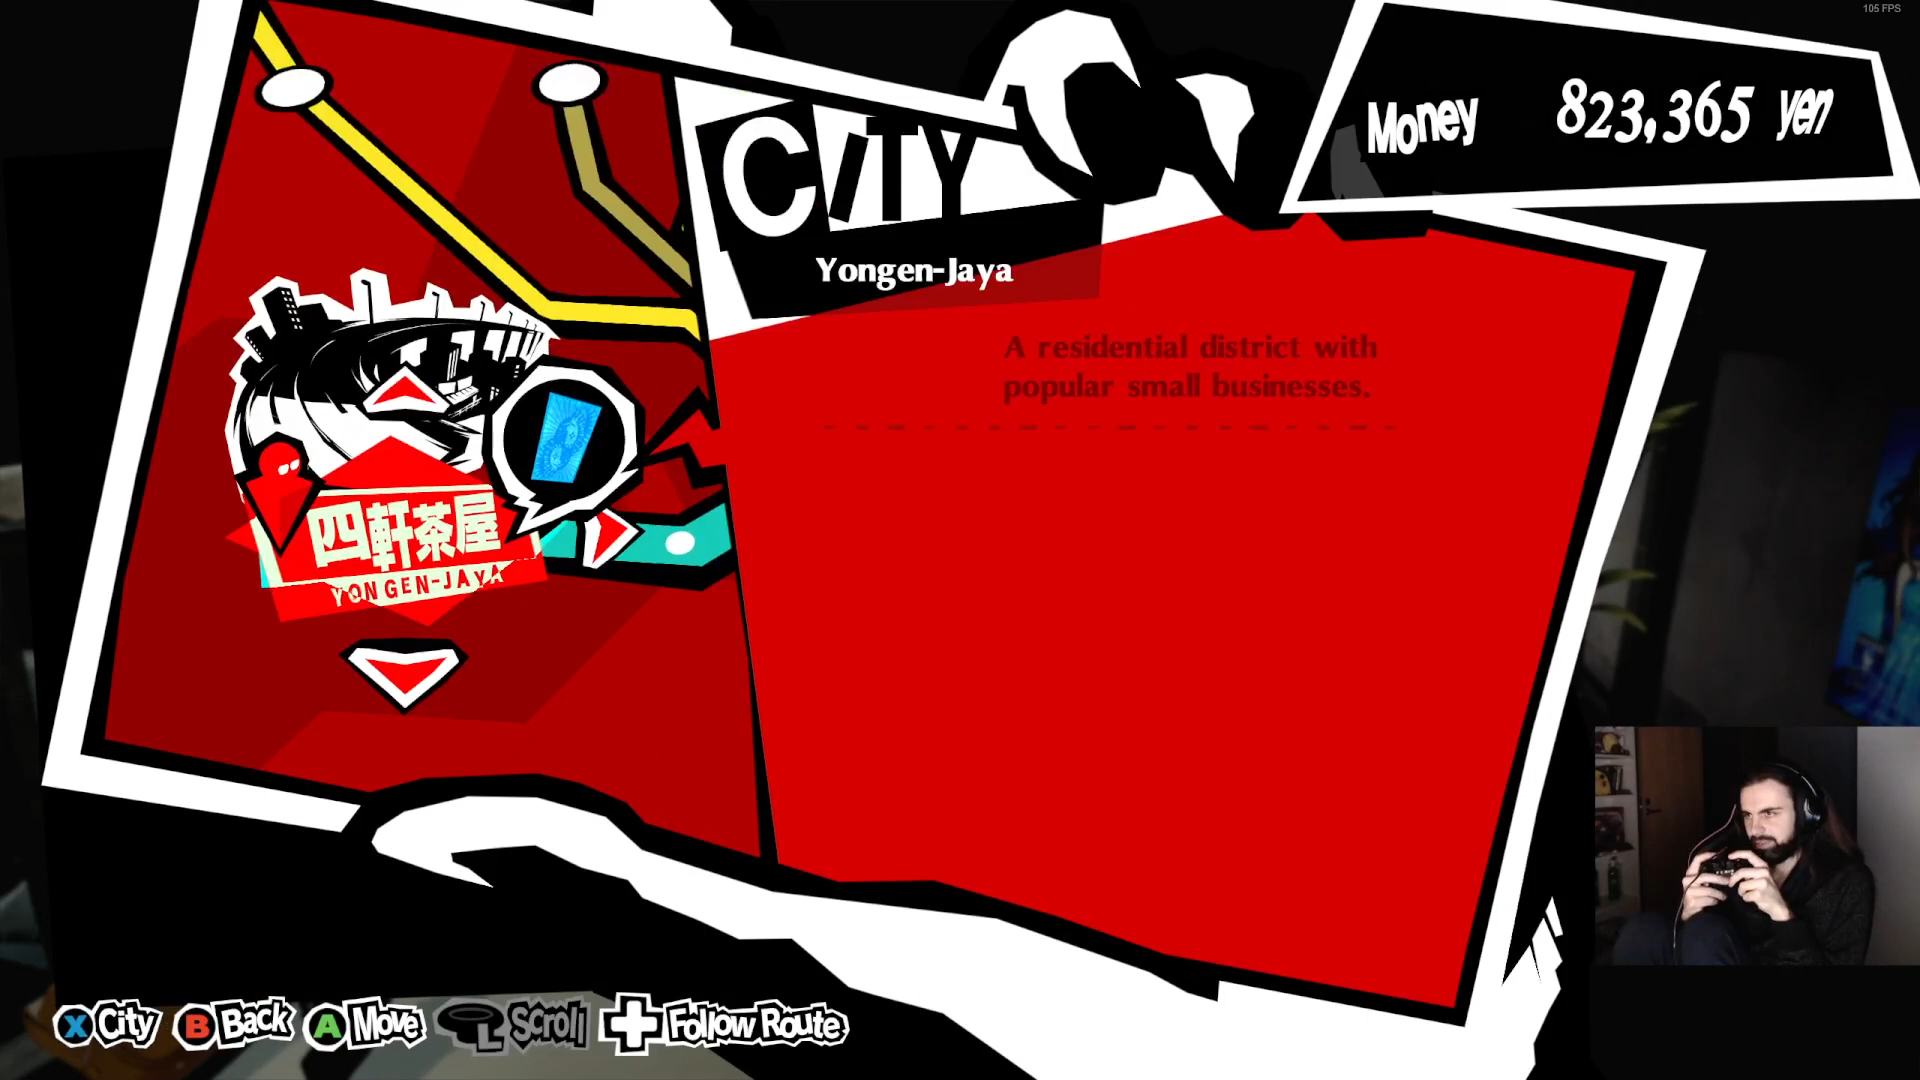 105 FPS
Money 823,365 yen
CITY
Yongen-Jaya
A residential district with
popular small businesses.
四軒茶屋
YONGEN-JAYA
X City B Back A Move L Scroll Follow Route